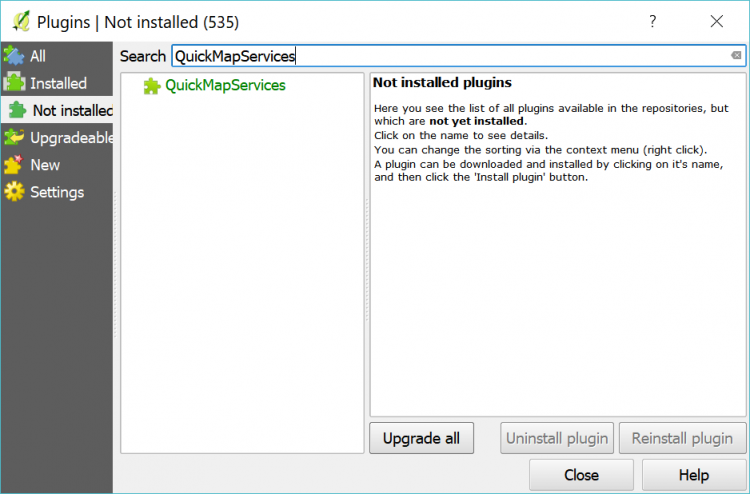 Plugins | Not installed (535)
?
All
Installed
Not installed
Upgradeable
New
Settings
Search QuickMapServices
QuickMapServices
Not installed plugins
Here you see the list of all plugins available in the repositories, but
which are not yet installed.
Click on the name to see details.
You can change the sorting via the context menu (right click).
A plugin can be downloaded and installed by clicking on it's name,
and then click the 'Install plugin' button.
Upgrade all
Uninstall plugin
Reinstall plugin
Close
Help